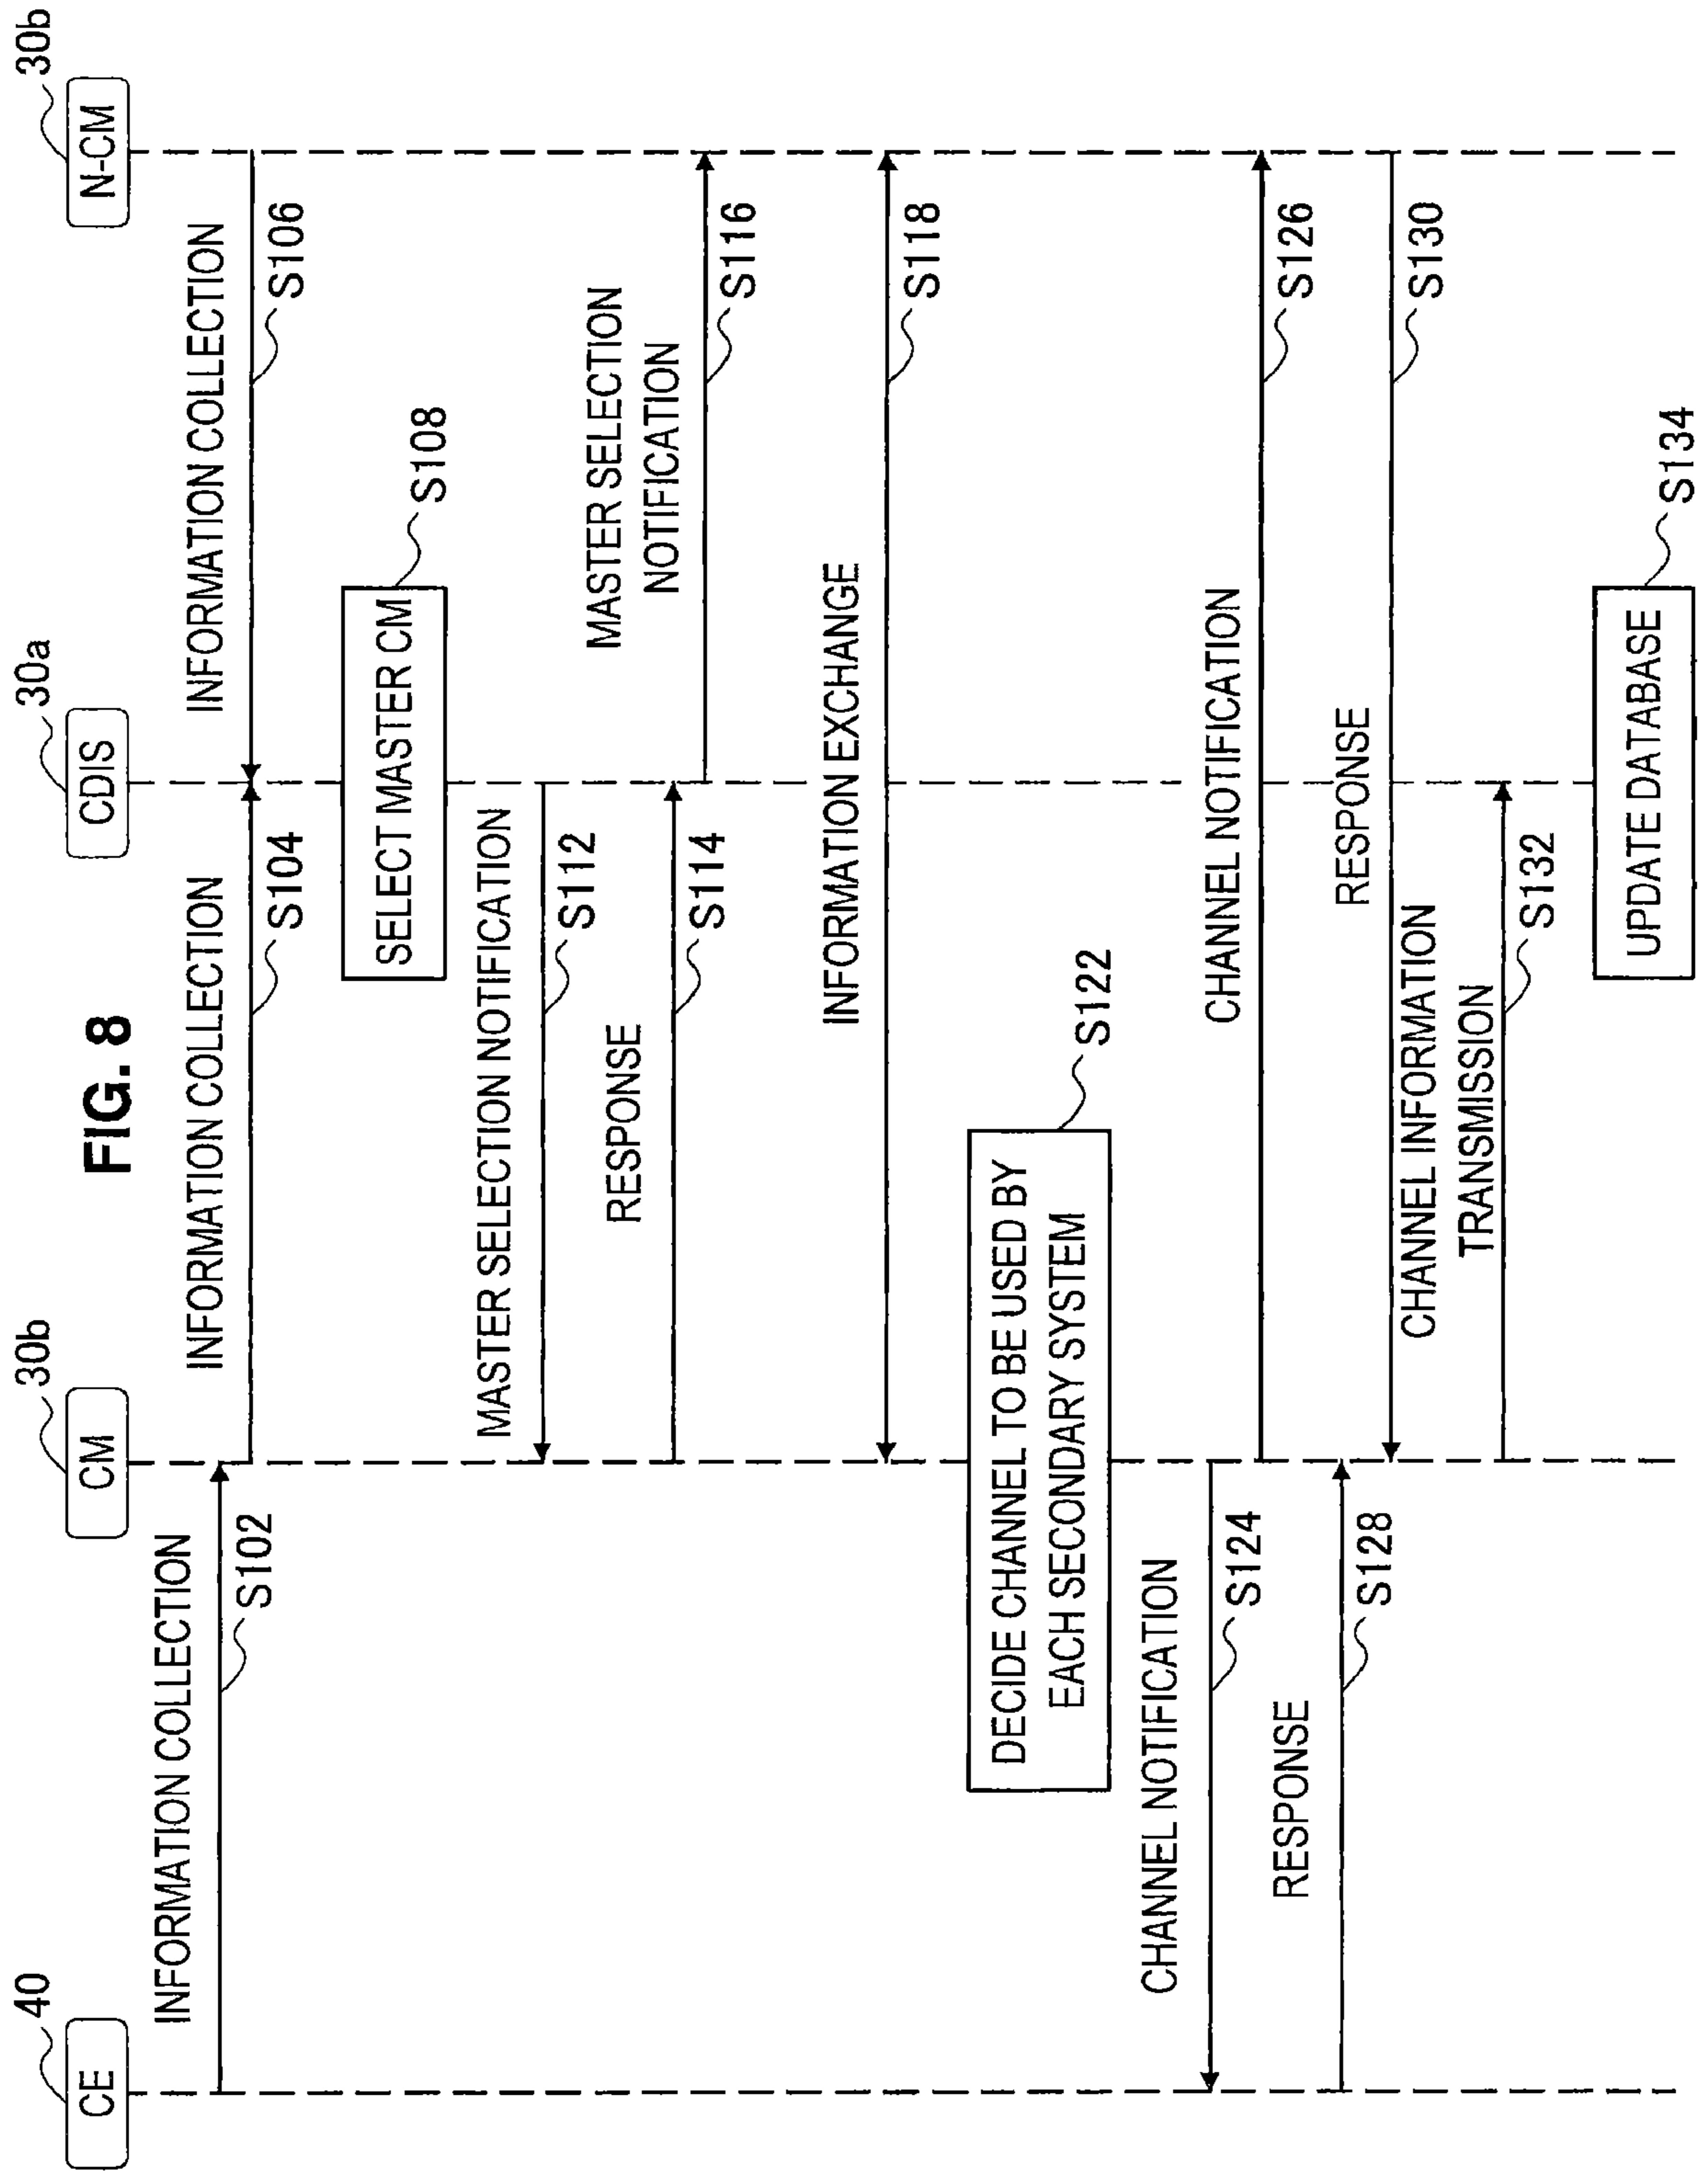 FIG. 8
40
30b
30a
30b
CE
CM
CDIS
N-CM
INFORMATION COLLECTION
S102
INFORMATION COLLECTION
S104
INFORMATION COLLECTION
S106
SELECT MASTER CM
S108
MASTER SELECTION NOTIFICATION
S112
RESPONSE
S114
MASTER SELECTION
NOTIFICATION
S116
INFORMATION EXCHANGE
S118
DECIDE CHANNEL TO BE USED BY
EACH SECONDARY SYSTEM
S122
CHANNEL NOTIFICATION
S124
CHANNEL NOTIFICATION
S126
RESPONSE
S128
RESPONSE
S130
CHANNEL INFORMATION
TRANSMISSION
S132
UPDATE DATABASE
S134